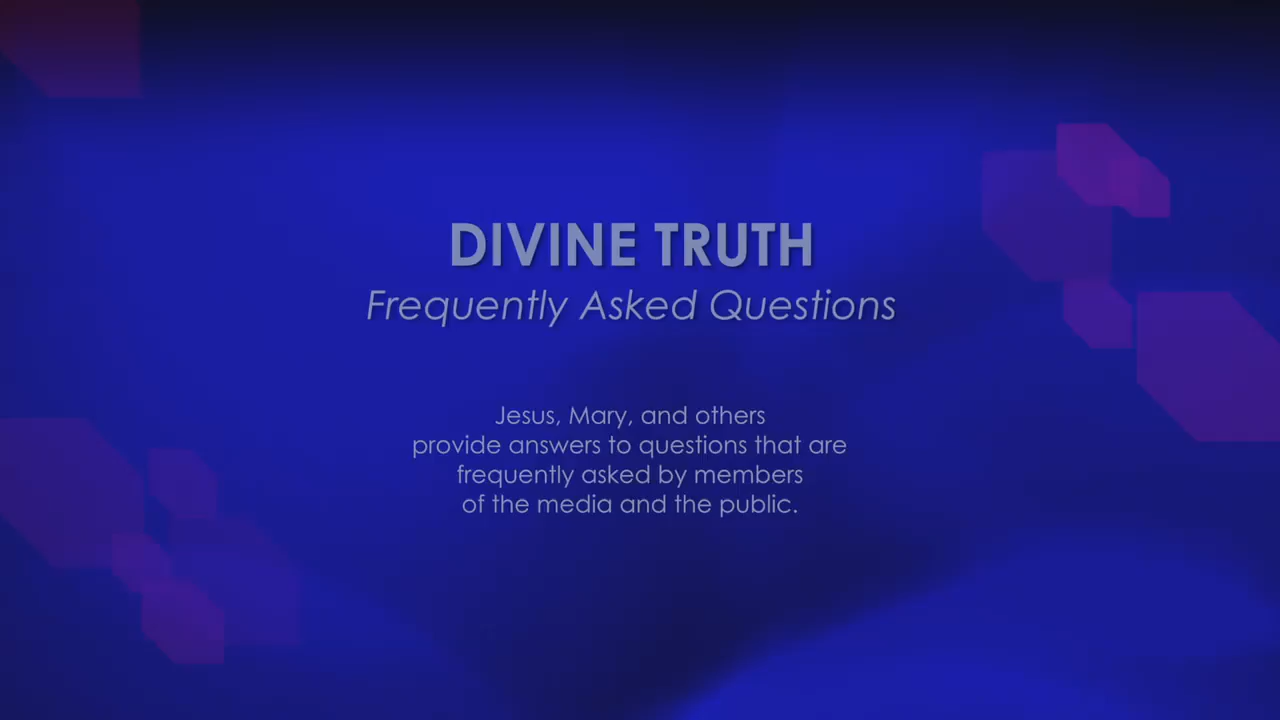 DIVINE TRUTH
Frequently Asked Questions
Jesus, Mary, and others
provide answers to questions that are
frequently asked by members
of the media and the public.